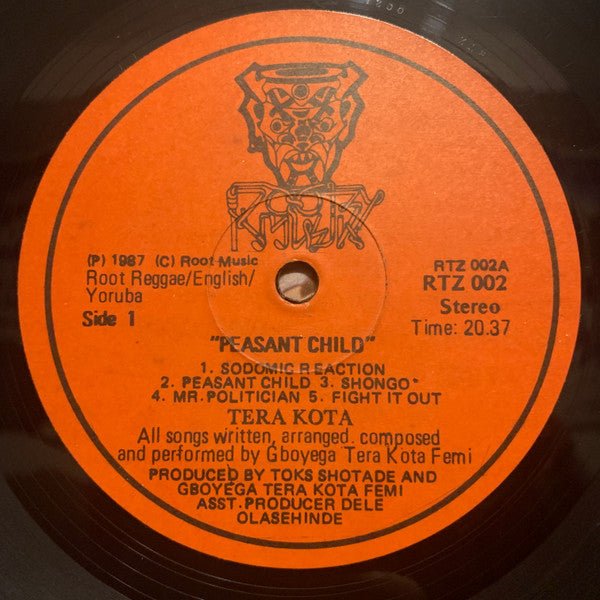 ROOTZ
MUZIK
(P) 1987 (C) Root Music
Root Reggae/English/
Yoruba
Side 1
RTZ 002A
RTZ 002
Stereo
Time: 20.37
"PEASANT CHILD"
1. SODOMIC REACTION
2. PEASANT CHILD 3. SHONGO*
4. MR. POLITICIAN 5. FIGHT IT OUT
TERA KOTA
All songs written, arranged. composed
and performed by Gboyega Tera Kota Femi
PRODUCED BY TOKS SHOTADE AND
GBOYEGA TERA KOTA FEMI
ASST. PRODUCER DELE
OLASEHINDE